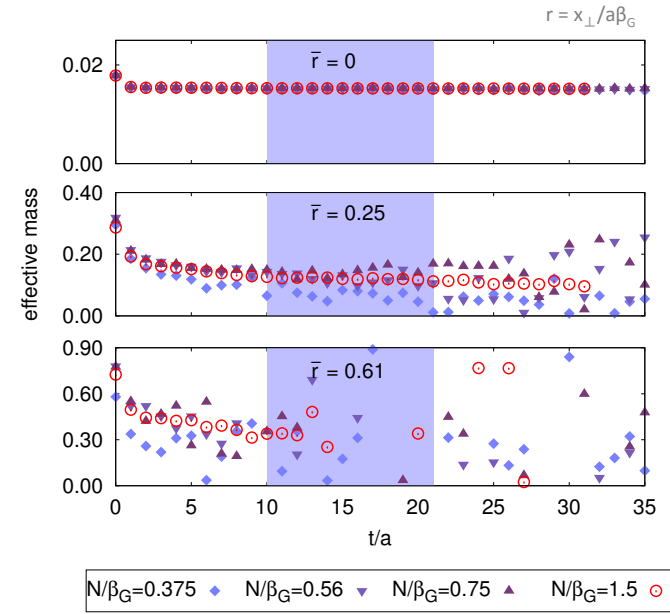 r = x⊥/aβG
effective mass
0.02
0.00
r̄ = 0
0.40
0.20
0.00
r̄ = 0.25
0.90
0.60
0.30
0.00
r̄ = 0.61
0 5 10 15 20 25 30 35
t/a
N/βG=0.375 N/βG=0.56 N/βG=0.75 N/βG=1.5